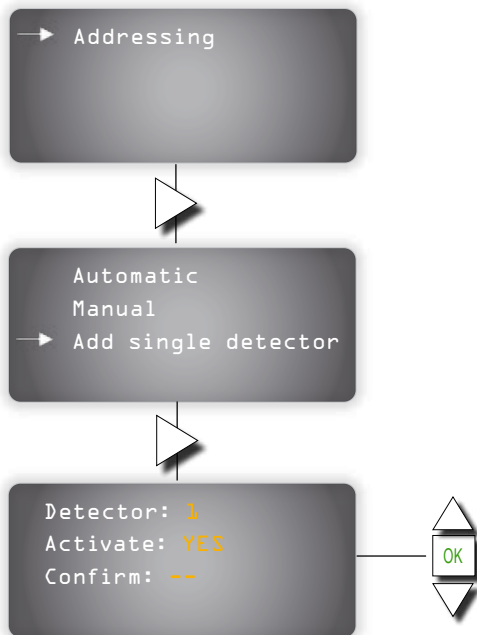 Addressing
Automatic
Manual
Add single detector
Detector: 1
Activate: YES
Confirm: --
OK